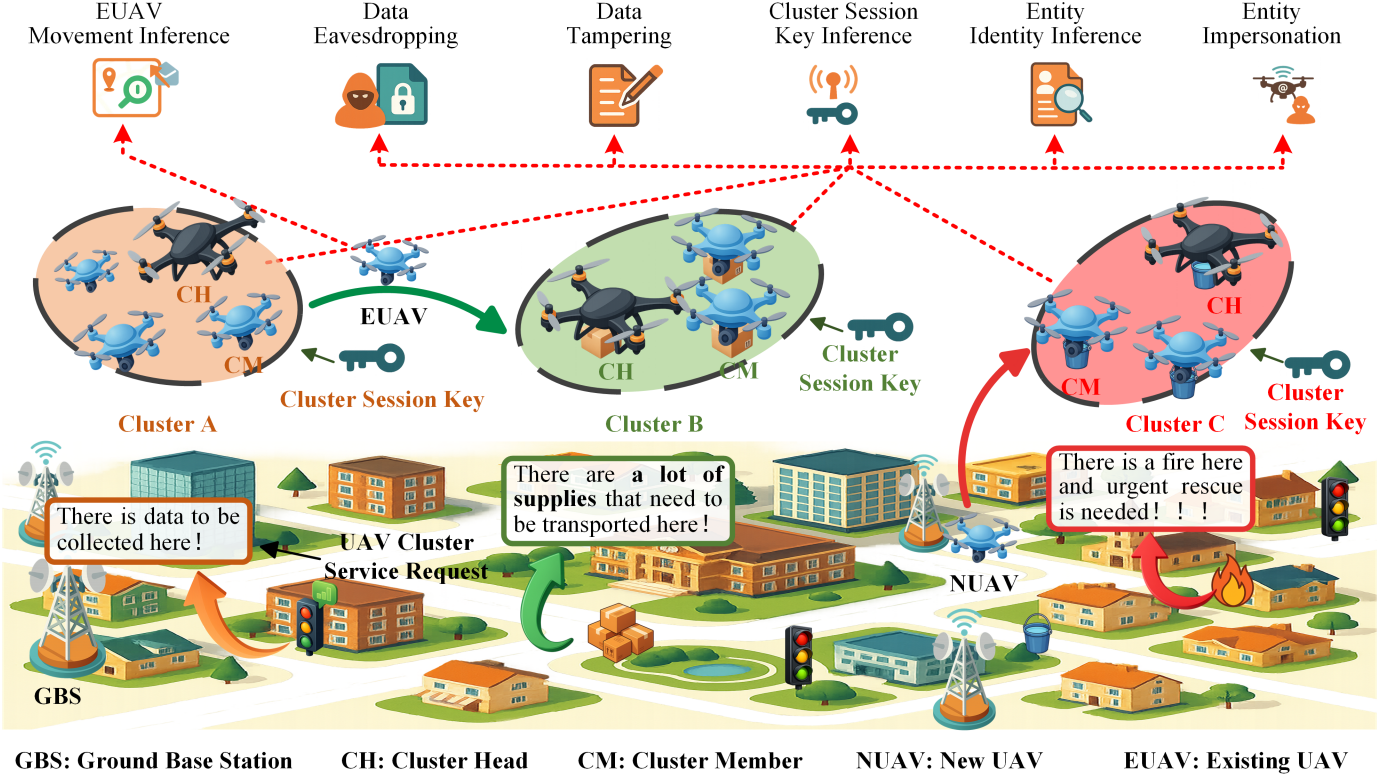 EUAV
Movement Inference
Data
Eavesdropping
Data
Tampering
Cluster Session
Key Inference
Entity
Identity Inference
Entity
Impersonation
CH
CM
Cluster Session Key
Cluster A
EUAV
CH
CM
Cluster
Session Key
Cluster B
CH
CM
Cluster
Session Key
Cluster C
There is data to be
collected here!
UAV Cluster
Service Request
There are a lot of
supplies that need to
be transported here!
There is a fire here
and urgent rescue
is needed! ! !
NUAV
GBS
GBS: Ground Base Station
CH: Cluster Head
CM: Cluster Member
NUAV: New UAV
EUAV: Existing UAV